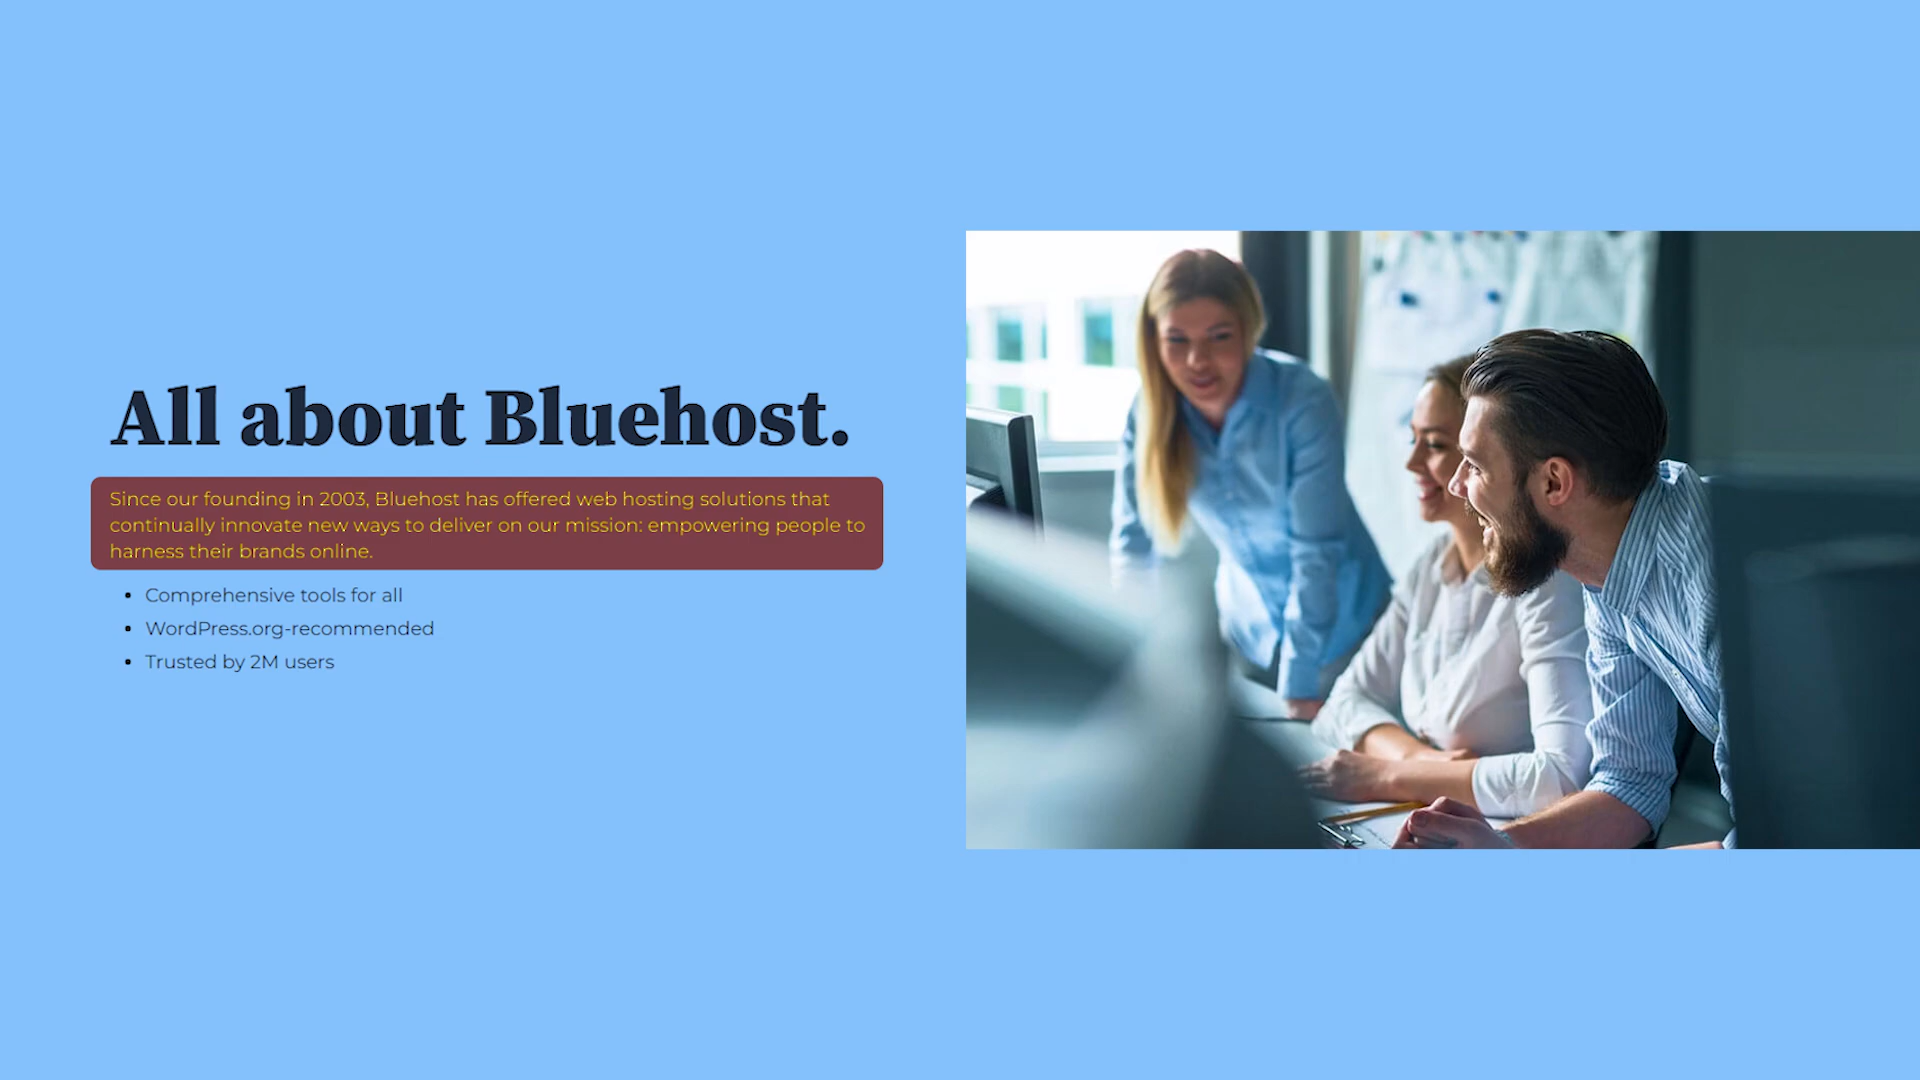 All about Bluehost.
Since our founding in 2003, Bluehost has offered web hosting solutions that
continually innovate new ways to deliver on our mission: empowering people to
harness their brands online.
Comprehensive tools for all
WordPress.org-recommended
Trusted by 2M users